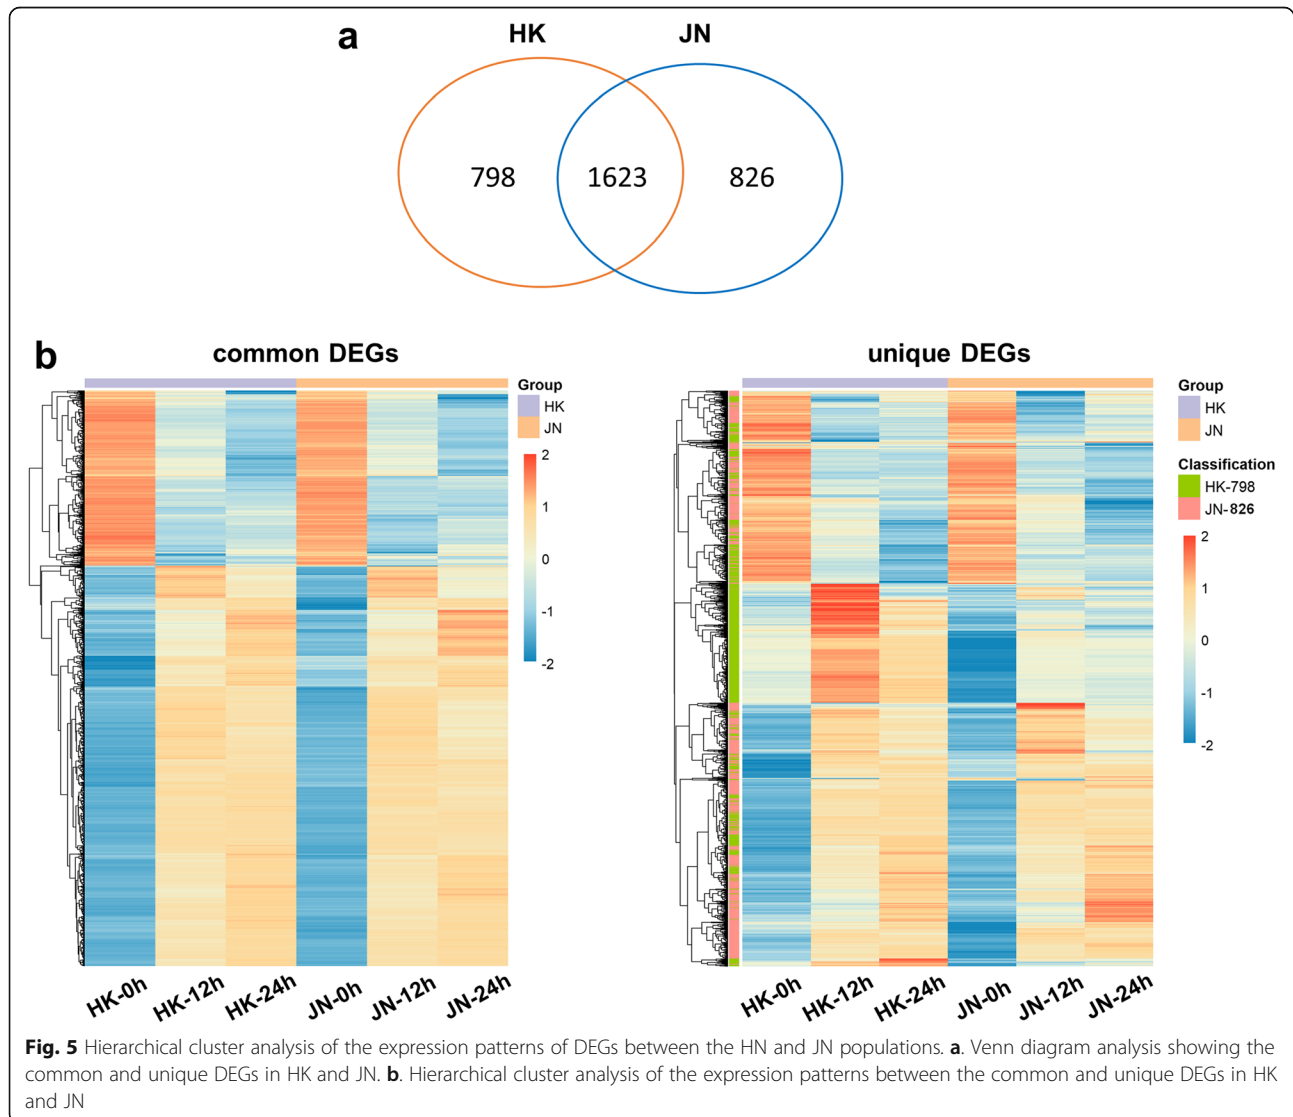 a
HK
JN
798
1623
826
b
common DEGs
Group
HK
JN
2
1
0
-1
-2
HK-0h
HK-12h
HK-24h
JN-0h
JN-12h
JN-24h
unique DEGs
Group
HK
JN
Classification
HK-798
JN-826
2
1
0
-1
-2
HK-0h
HK-12h
HK-24h
JN-0h
JN-12h
JN-24h
Fig. 5 Hierarchical cluster analysis of the expression patterns of DEGs between the HN and JN populations. a. Venn diagram analysis showing the
common and unique DEGs in HK and JN. b. Hierarchical cluster analysis of the expression patterns between the common and unique DEGs in HK
and JN